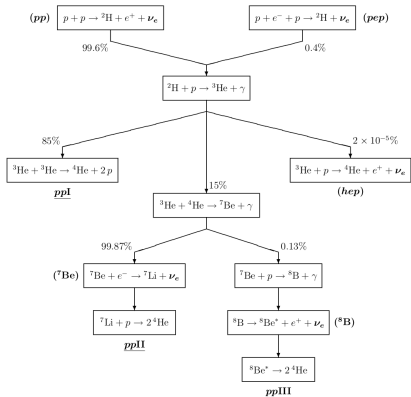 (pp) p + p → ²H + e⁺ + νₑ p + e⁻ + p → ²H + νₑ (pep)
99.6% 0.4%
²H + p → ³He + γ
85% 2 × 10⁻⁵%
³He + ³He → ⁴He + 2 p ³He + p → ⁴He + e⁺ + νₑ
ppI 15% (hep)
³He + ⁴He → ⁷Be + γ
99.87% 0.13%
(⁷Be) ⁷Be + e⁻ → ⁷Li + νₑ ⁷Be + p → ⁸B + γ
⁷Li + p → 2 ⁴He ⁸B → ⁸Be* + e⁺ + νₑ (⁸B)
ppII
⁸Be* → 2 ⁴He
ppIII